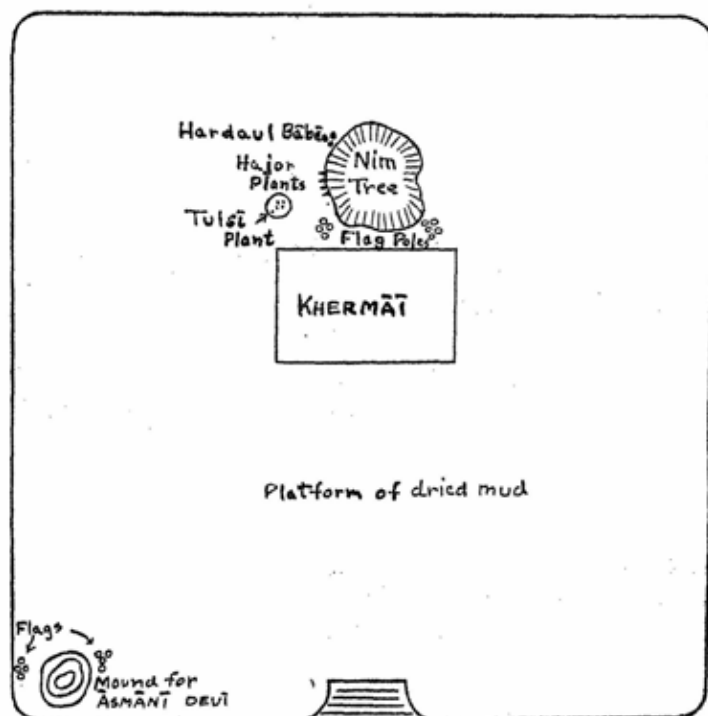 Hardaul Bābā
Nim
Tree
Hajor
Plants
Tulsī
Plant
Flag Poles
KHERMĀĪ
Platform of dried mud
Flags
Mound for
ĀSMĀNĪ DEVĪ